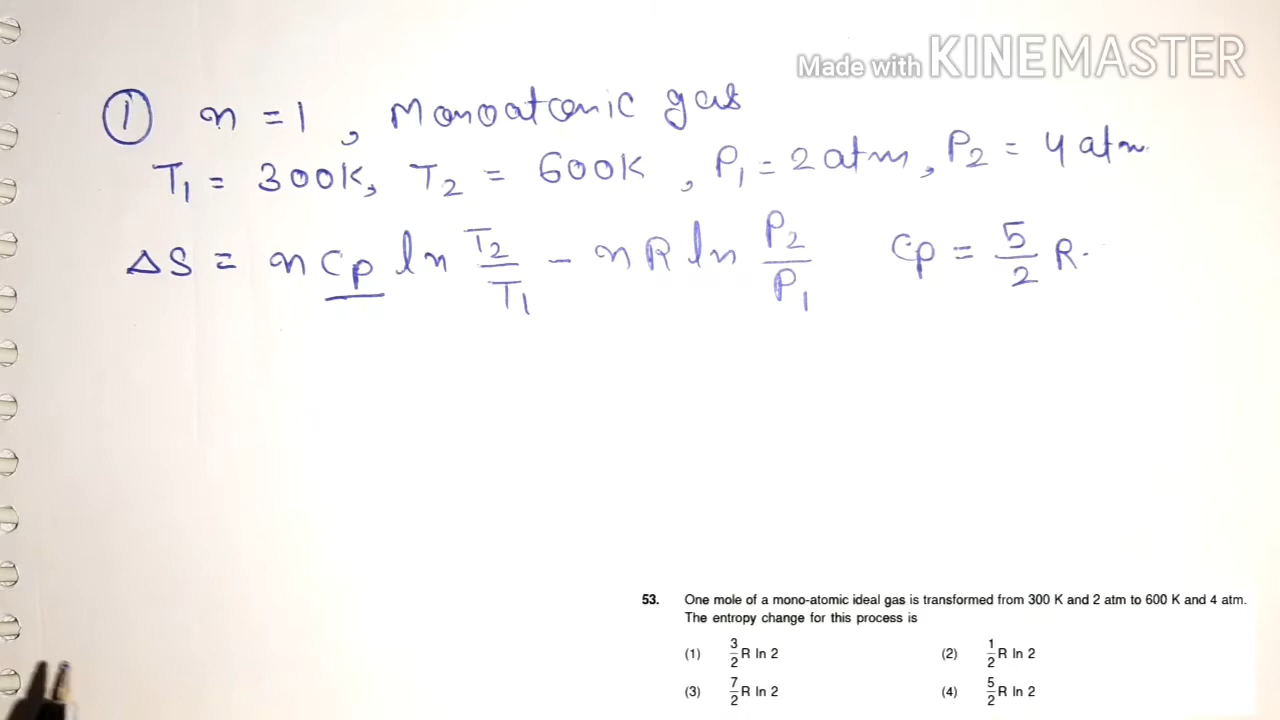 Made with KINEMASTER
① n = 1, Monoatomic gas
T₁ = 300K, T₂ = 600K, P₁ = 2 atm, P₂ = 4 atm.
ΔS = n Cp ln T₂/T₁ - n R ln P₂/P₁ Cp = 5/2 R.
53. One mole of a mono-atomic ideal gas is transformed from 300 K and 2 atm to 600 K and 4 atm.
The entropy change for this process is
(1) 3/2 R ln 2 (2) 1/2 R ln 2
(3) 7/2 R ln 2 (4) 5/2 R ln 2